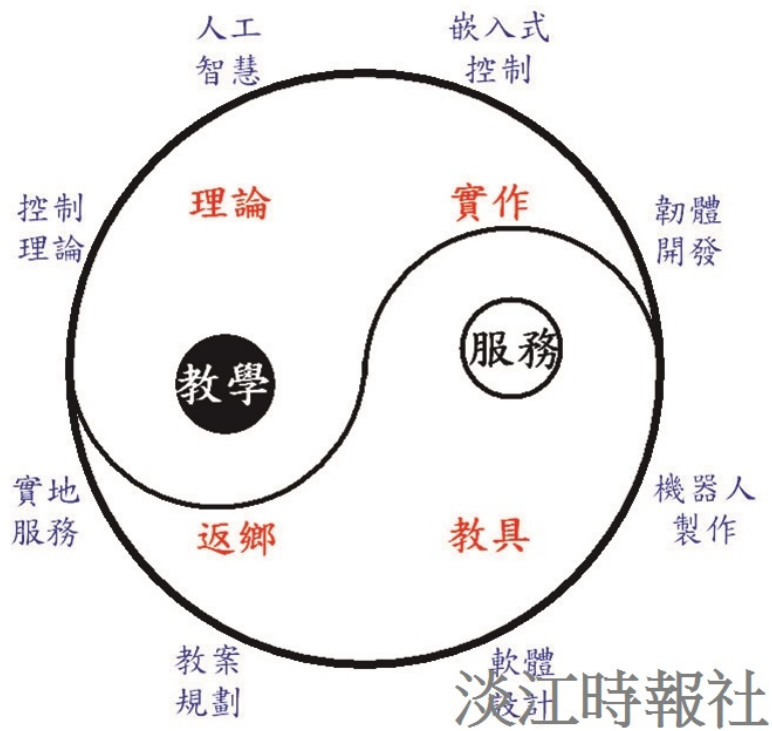 人工
智慧
嵌入式
控制
控制
理論
理論
實作
韌體
開發
教學
服務
實地
服務
返鄉
教具
機器人
製作
教案
規劃
軟體
設計
淡江時報社